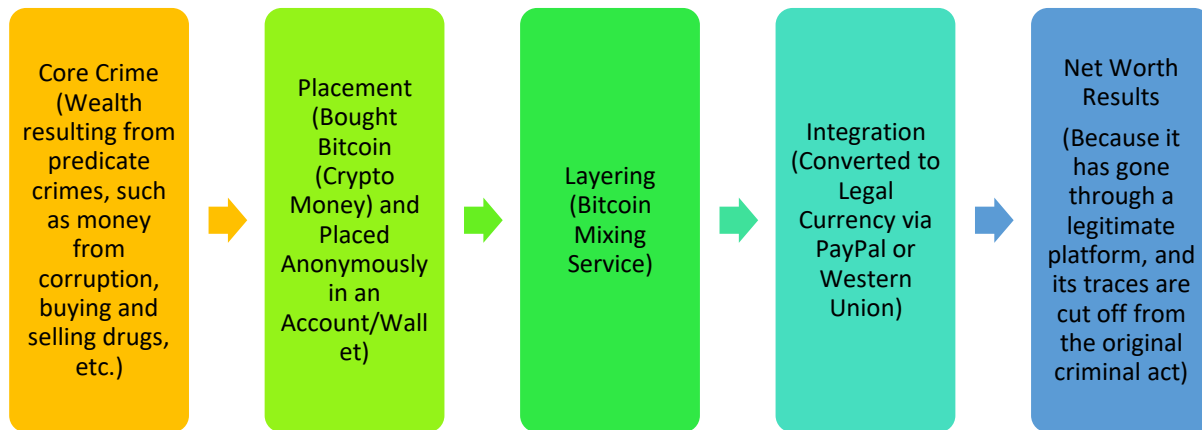 Core Crime
(Wealth
resulting from
predicate
crimes, such
as money
from
corruption,
buying and
selling drugs,
etc.)
Placement
(Bought
Bitcoin
(Crypto
Money) and
Placed
Anonymously
in an
Account/Wall
et)
Layering
(Bitcoin
Mixing
Service)
Integration
(Converted to
Legal
Currency via
PayPal or
Western
Union)
Net Worth
Results
(Because it
has gone
through a
legitimate
platform, and
its traces are
cut off from
the original
criminal act)